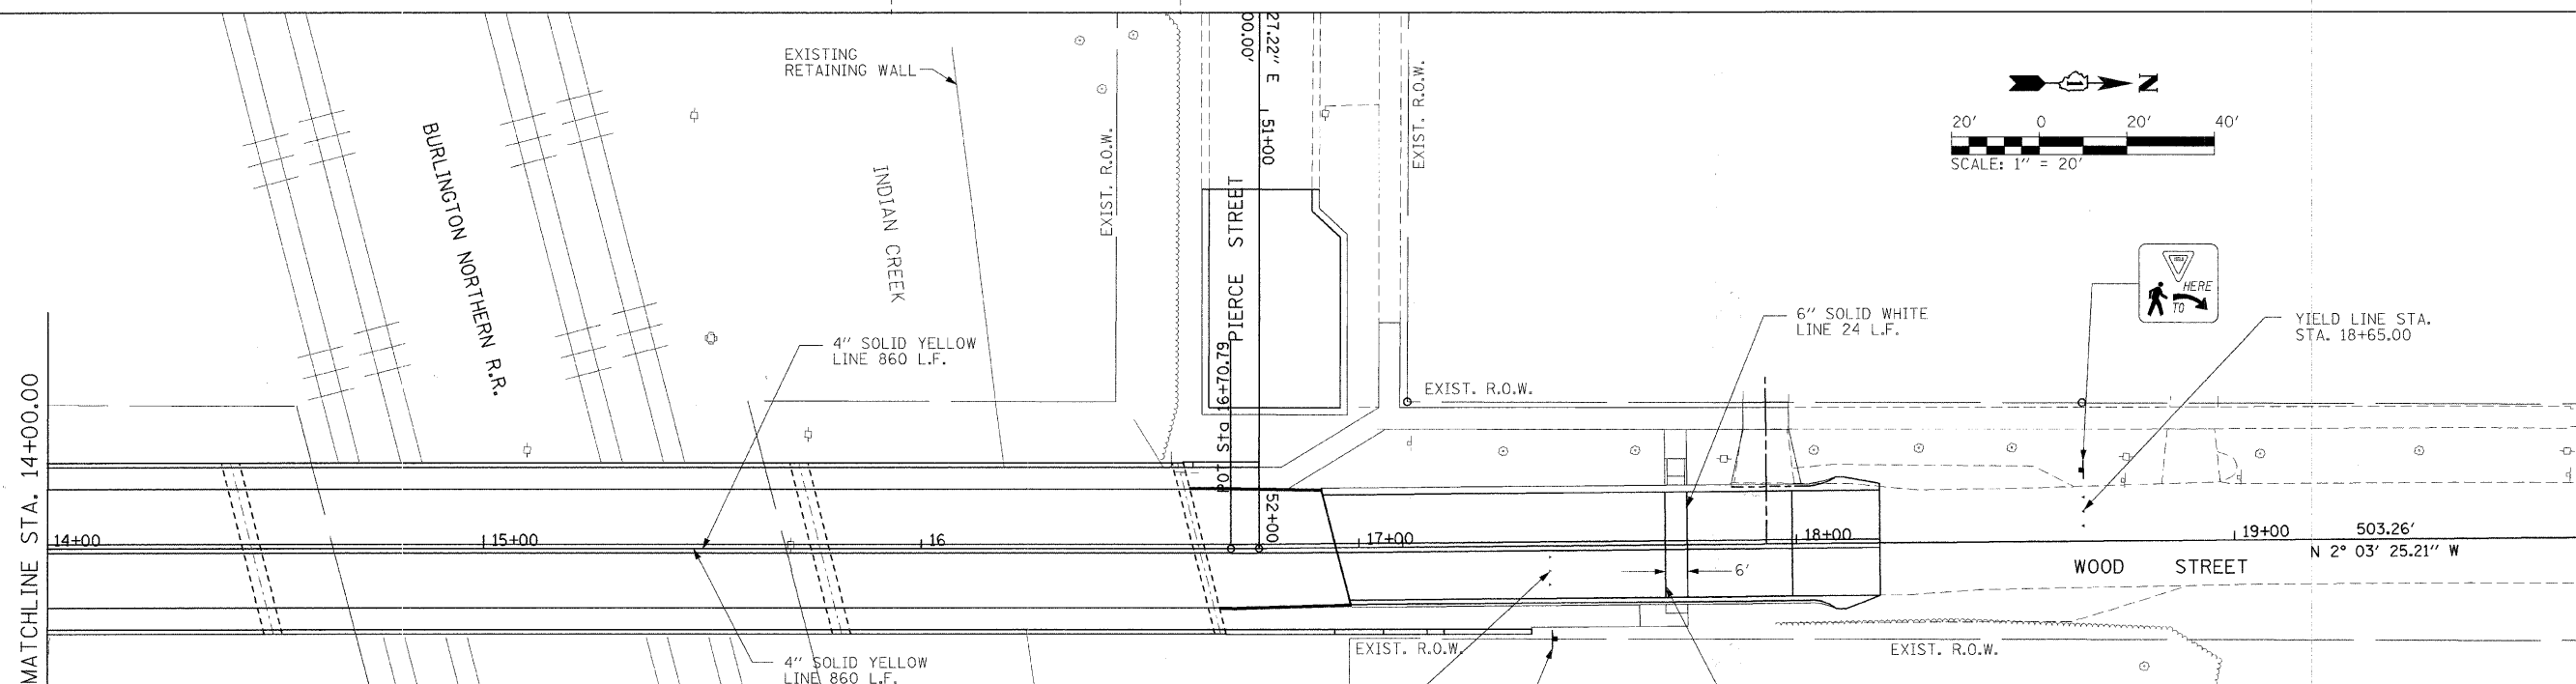 EXISTING
RETAINING WALL
27.22" E
00.00'
51+00
EXIST. R.O.W.
EXIST. R.O.W.
N
20' 0 20' 40'
SCALE: 1" = 20'
BURLINGTON NORTHERN R.R.
INDIAN CREEK
PIERCE STREET
POT Sta 16+70.79
52+00
HERE
TO
6" SOLID WHITE
LINE 24 L.F.
YIELD LINE STA.
STA. 18+65.00
4" SOLID YELLOW
LINE 860 L.F.
EXIST. R.O.W.
MATCHLINE STA. 14+00.00
14+00 15+00 16 17+00 18+00 19+00 503.26'
N 2° 03' 25.21" W
WOOD STREET
6'
EXIST. R.O.W.
EXIST. R.O.W.
4" SOLID YELLOW
LINE 860 L.F.